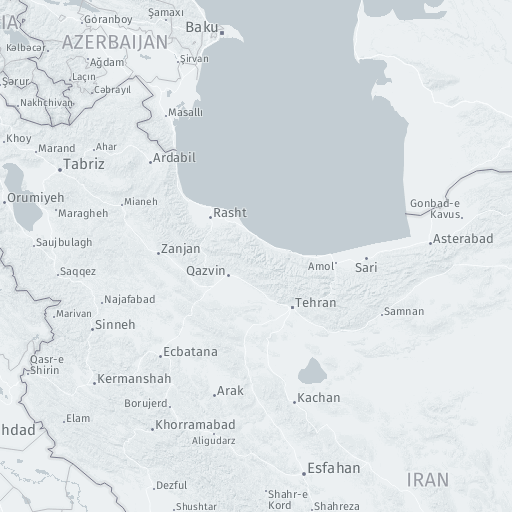 Şamaxı
Goranboy
Baku
IA
AZERBAIJAN
Kəlbəcər
Ağdam
Şirvan
Laçın
Şərur
Cəbrayıl
Nakhchivan
Masallı
Khoy
Marand
Ahar
Ardabil
Tabriz
Orumiyeh
Mianeh
Maragheh
Rasht
Gonbad-e
Kavus
Saujbulagh
Asterabad
Zanjan
Amol
Sari
Saqqez
Qazvin
Najafabad
Tehran
Marivan
Samnan
Sinneh
Qasr-e
Shirin
Ecbatana
Kermanshah
Arak
Kachan
Borujerd
Elam
Khorramabad
hdad
Aligudarz
Esfahan
IRAN
Dezful
Shahr-e
Kord
Shushtar
Shahreza